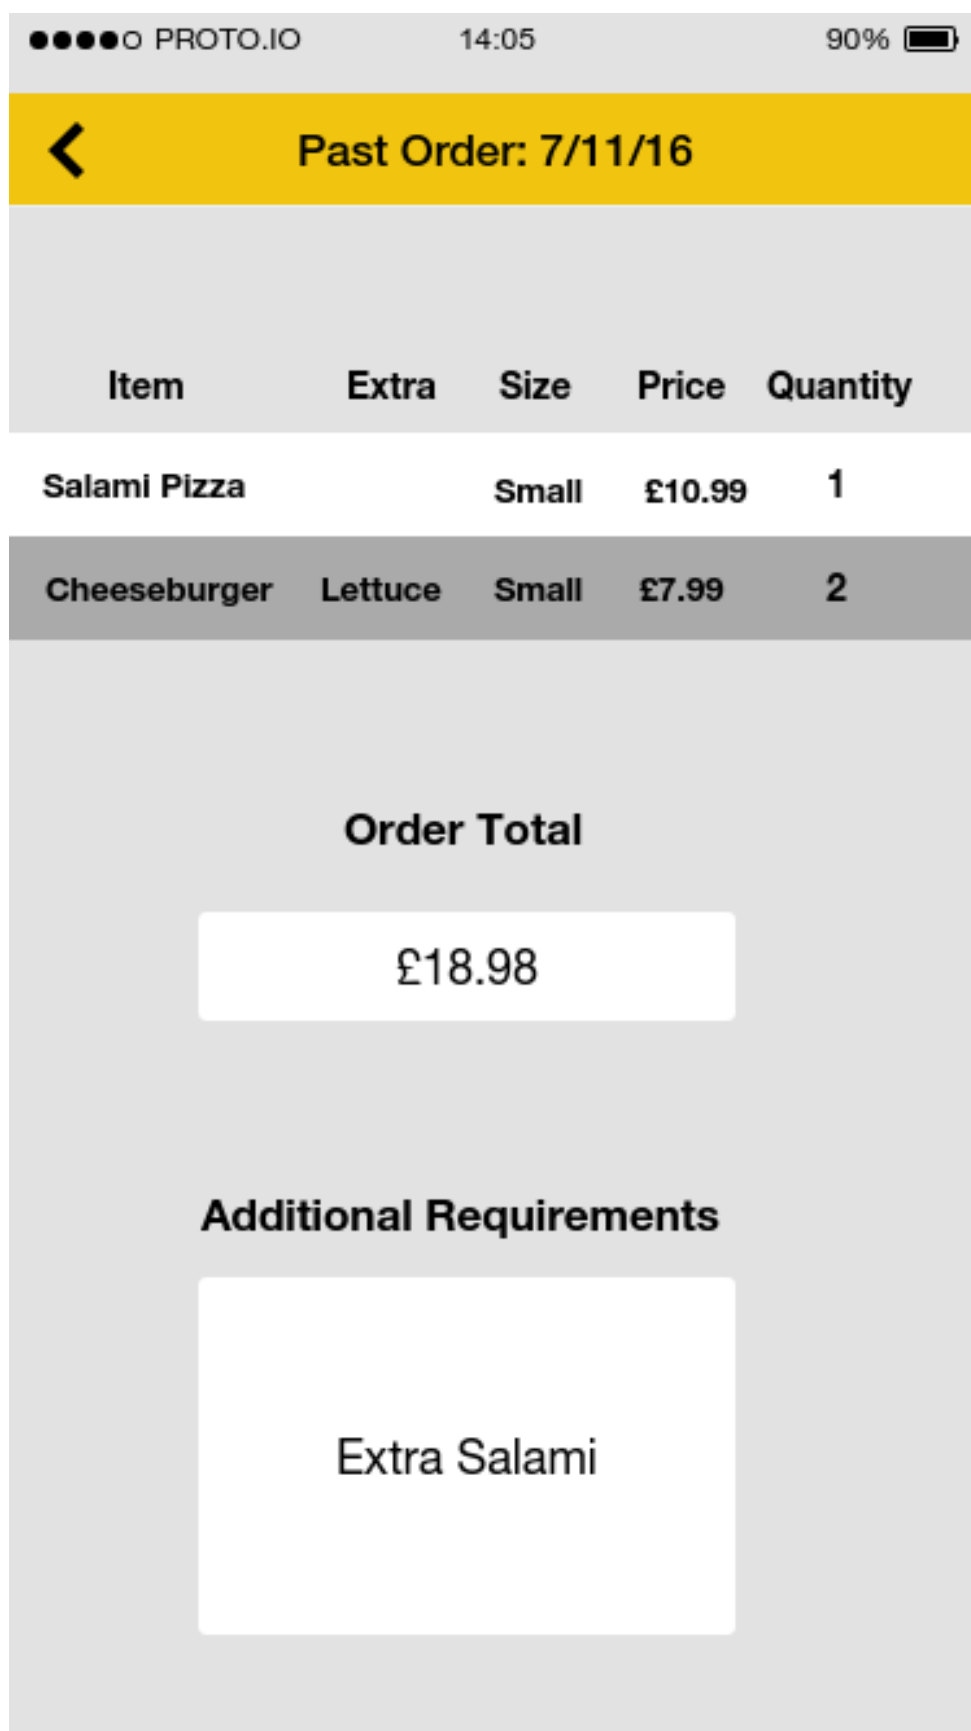 PROTO.IO 14:05 90%
Past Order: 7/11/16
Item Extra Size Price Quantity
Salami Pizza Small £10.99 1
Cheeseburger Lettuce Small £7.99 2
Order Total
£18.98
Additional Requirements
Extra Salami